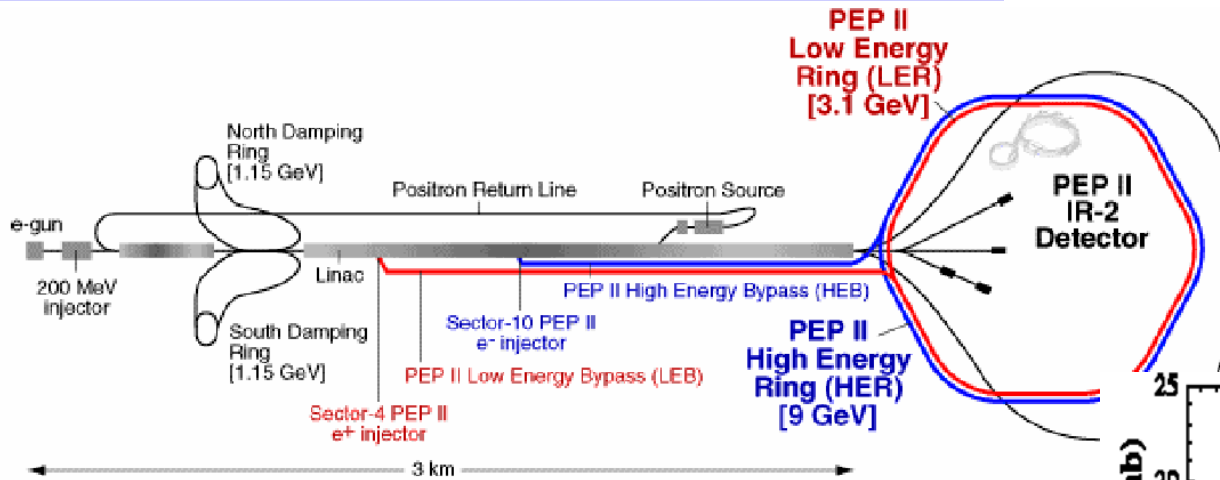 PEP II
Low Energy
Ring (LER)
[3.1 GeV]
North Damping
Ring
[1.15 GeV]
Positron Return Line
Positron Source
e-gun
PEP II
IR-2
Detector
Linac
200 MeV
injector
PEP II High Energy Bypass (HEB)
Sector-10 PEP II
e- injector
South Damping
Ring
[1.15 GeV]
PEP II
High Energy
Ring (HER)
[9 GeV]
PEP II Low Energy Bypass (LEB)
Sector-4 PEP II
e+ injector
3 km
25